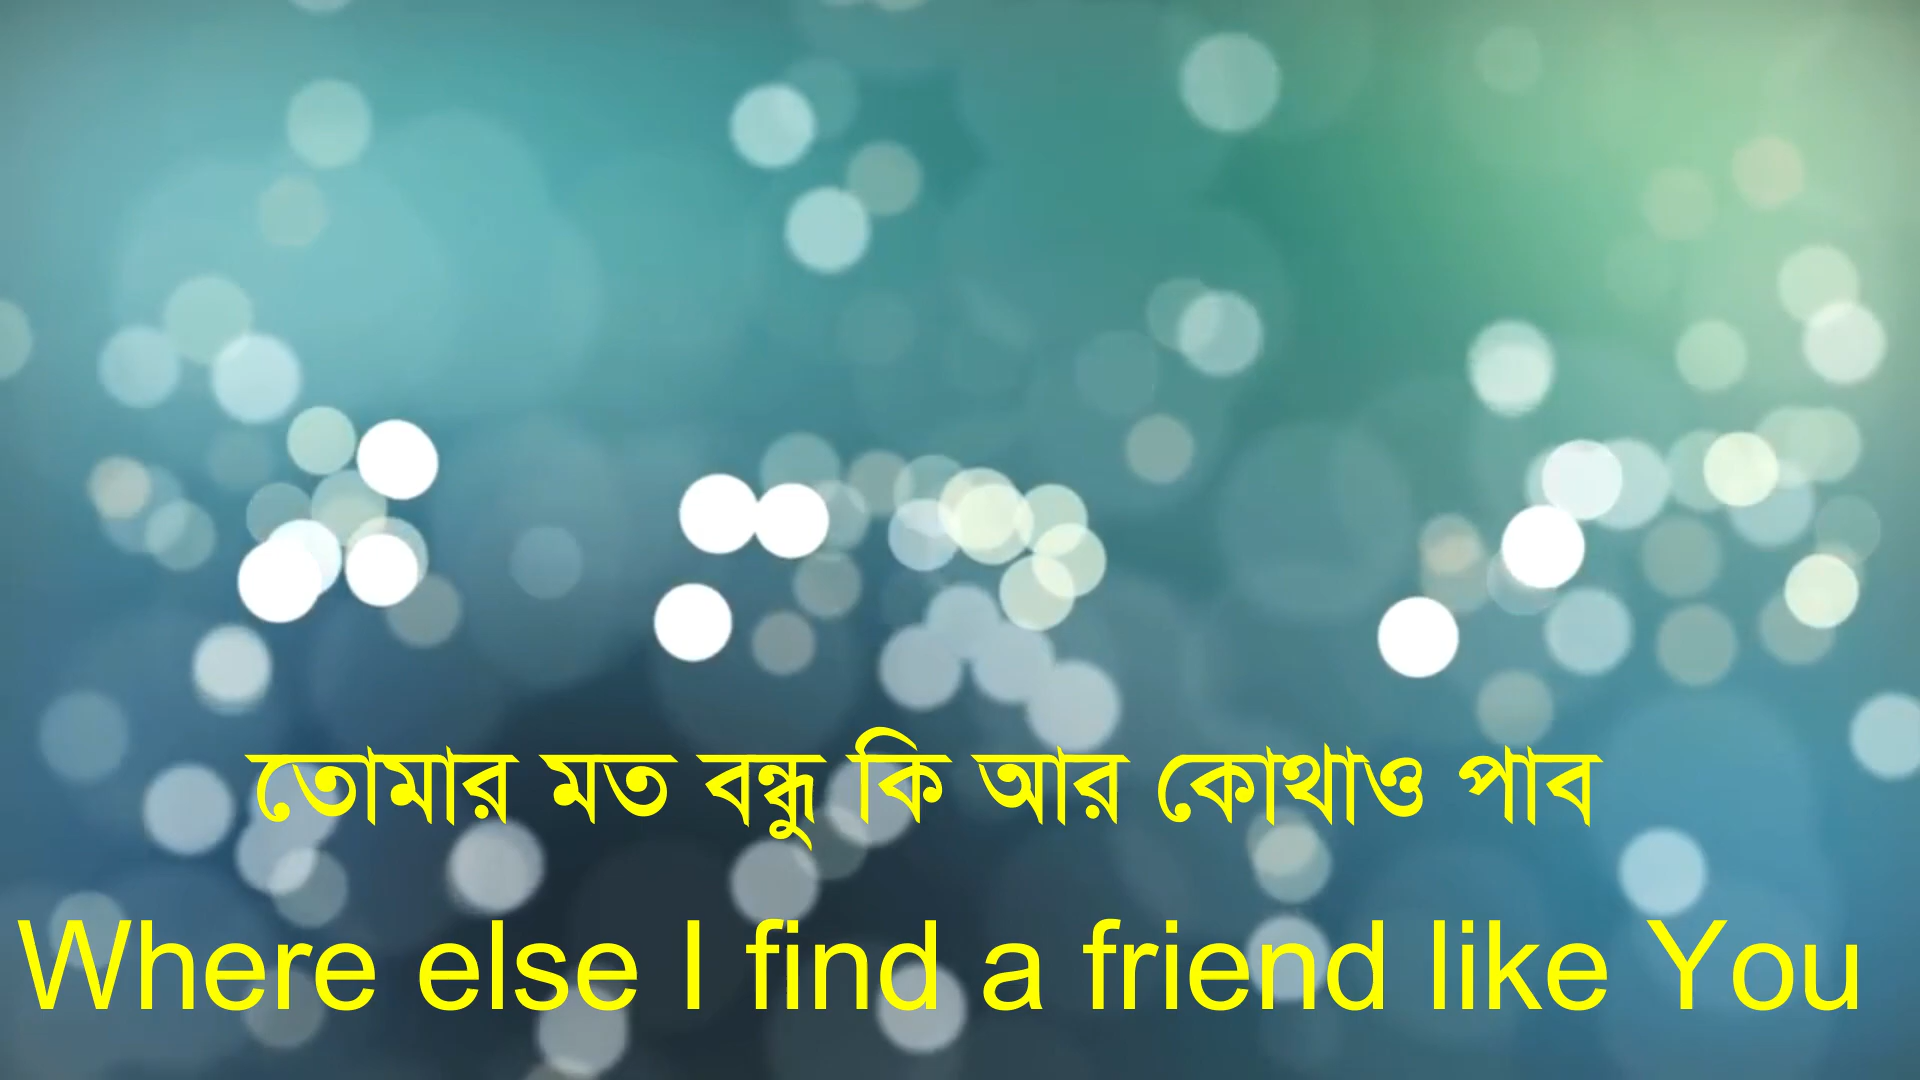 তোমার মত বন্ধু কি আর কোথাও পাব
Where else I find a friend like You